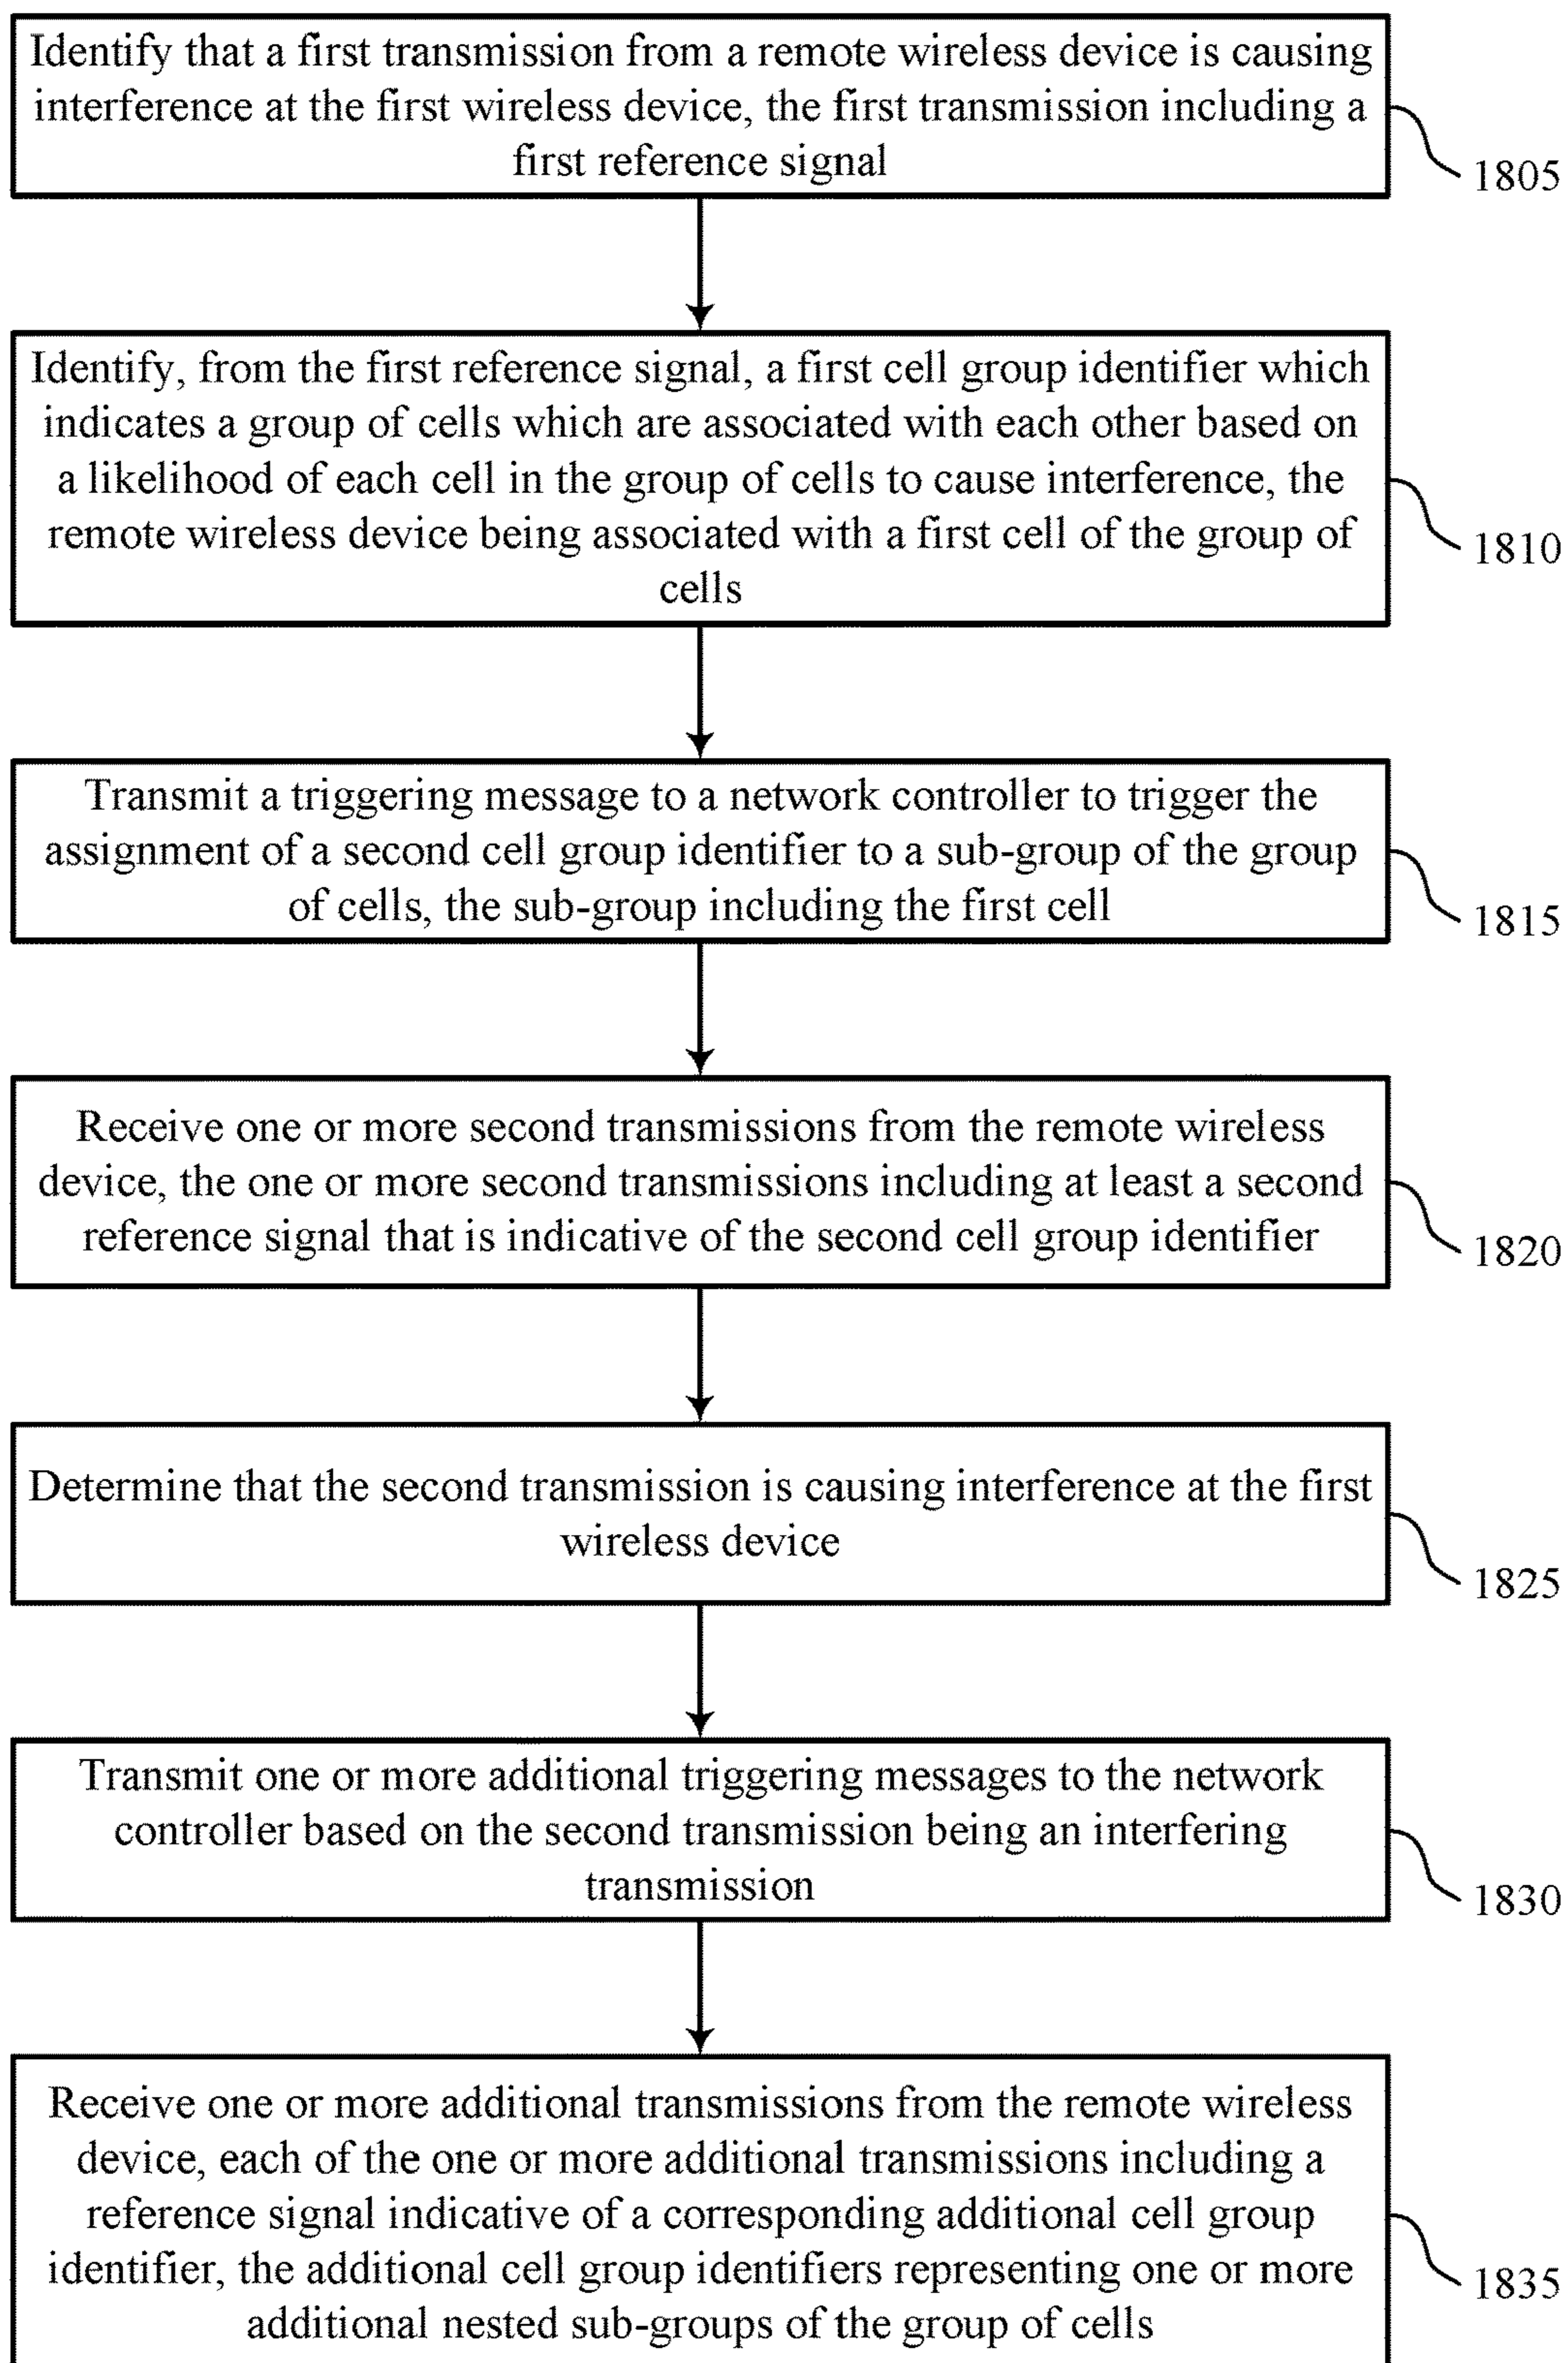 Identify that a first transmission from a remote wireless device is causing
interference at the first wireless device, the first transmission including a
first reference signal
1805
Identify, from the first reference signal, a first cell group identifier which
indicates a group of cells which are associated with each other based on
a likelihood of each cell in the group of cells to cause interference, the
remote wireless device being associated with a first cell of the group of
cells
1810
Transmit a triggering message to a network controller to trigger the
assignment of a second cell group identifier to a sub-group of the group
of cells, the sub-group including the first cell
1815
Receive one or more second transmissions from the remote wireless
device, the one or more second transmissions including at least a second
reference signal that is indicative of the second cell group identifier
1820
Determine that the second transmission is causing interference at the first
wireless device
1825
Transmit one or more additional triggering messages to the network
controller based on the second transmission being an interfering
transmission
1830
Receive one or more additional transmissions from the remote wireless
device, each of the one or more additional transmissions including a
reference signal indicative of a corresponding additional cell group
identifier, the additional cell group identifiers representing one or more
additional nested sub-groups of the group of cells
1835